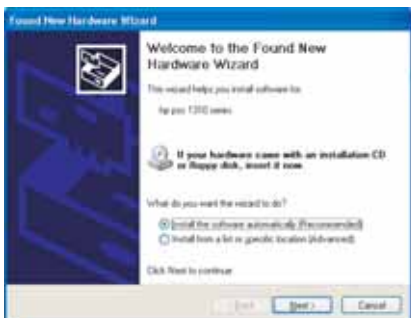 Found New Hardware Wizard
Welcome to the Found New
Hardware Wizard
This wizard helps you install software for:
hp psc 1310 series
If your hardware came with an installation CD
or floppy disk, insert it now.
What do you want the wizard to do?
Install the software automatically (Recommended)
Install from a list or specific location (Advanced)
Click Next to continue.
< Back
Next >
Cancel